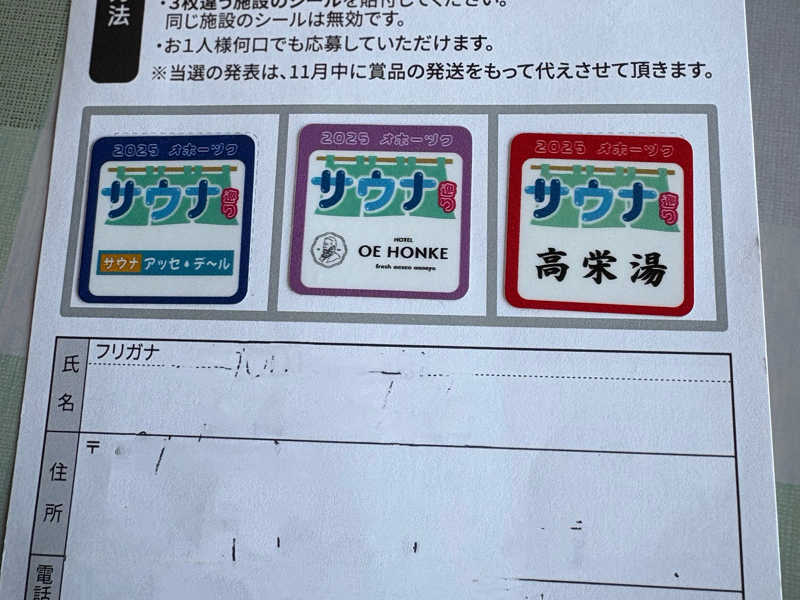 ・3枚違う施設のシールを貼付してください。
同じ施設のシールは無効です。
・お1人様何口でも応募していただけます。
※当選の発表は、11月中に賞品の発送をもって代えさせて頂きます。
法
2025 オホーツク
サウナ巡り
サウナ アッセ・デ〜ル
2025 オホーツク
サウナ巡り
HOTEL
OE HONKE
2025 オホーツク
サウナ巡り
高栄湯
氏名
フリガナ
住所
〒
電話